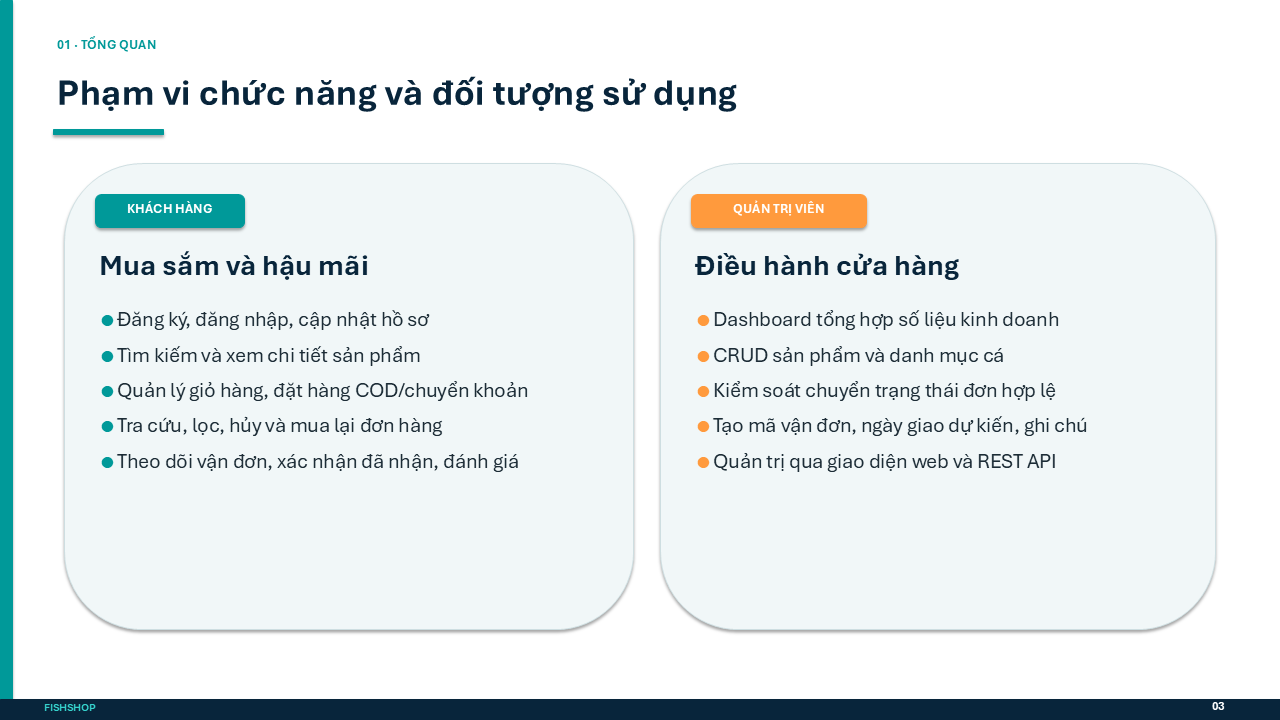 01 · TỔNG QUAN
Phạm vi chức năng và đối tượng sử dụng
KHÁCH HÀNG
Mua sắm và hậu mãi
● Đăng ký, đăng nhập, cập nhật hồ sơ
● Tìm kiếm và xem chi tiết sản phẩm
● Quản lý giỏ hàng, đặt hàng COD/chuyển khoản
● Tra cứu, lọc, hủy và mua lại đơn hàng
● Theo dõi vận đơn, xác nhận đã nhận, đánh giá
QUẢN TRỊ VIÊN
Điều hành cửa hàng
● Dashboard tổng hợp số liệu kinh doanh
● CRUD sản phẩm và danh mục cá
● Kiểm soát chuyển trạng thái đơn hợp lệ
● Tạo mã vận đơn, ngày giao dự kiến, ghi chú
● Quản trị qua giao diện web và REST API
FISHSHOP
03